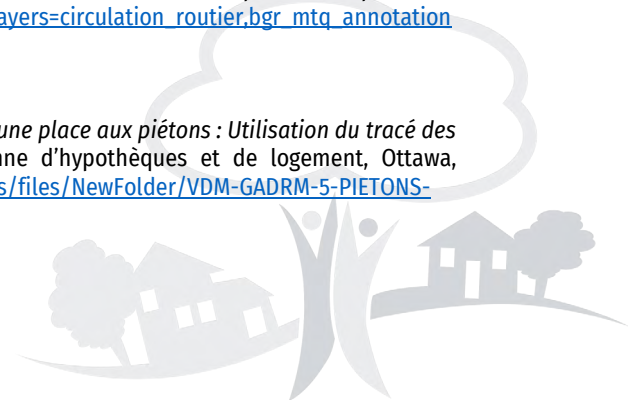 ayers=circulation_routier,bgr_mtq_annotation
une place aux piétons : Utilisation du tracé des
nne d’hypothèques et de logement, Ottawa,
s/files/NewFolder/VDM-GADRM-5-PIETONS-